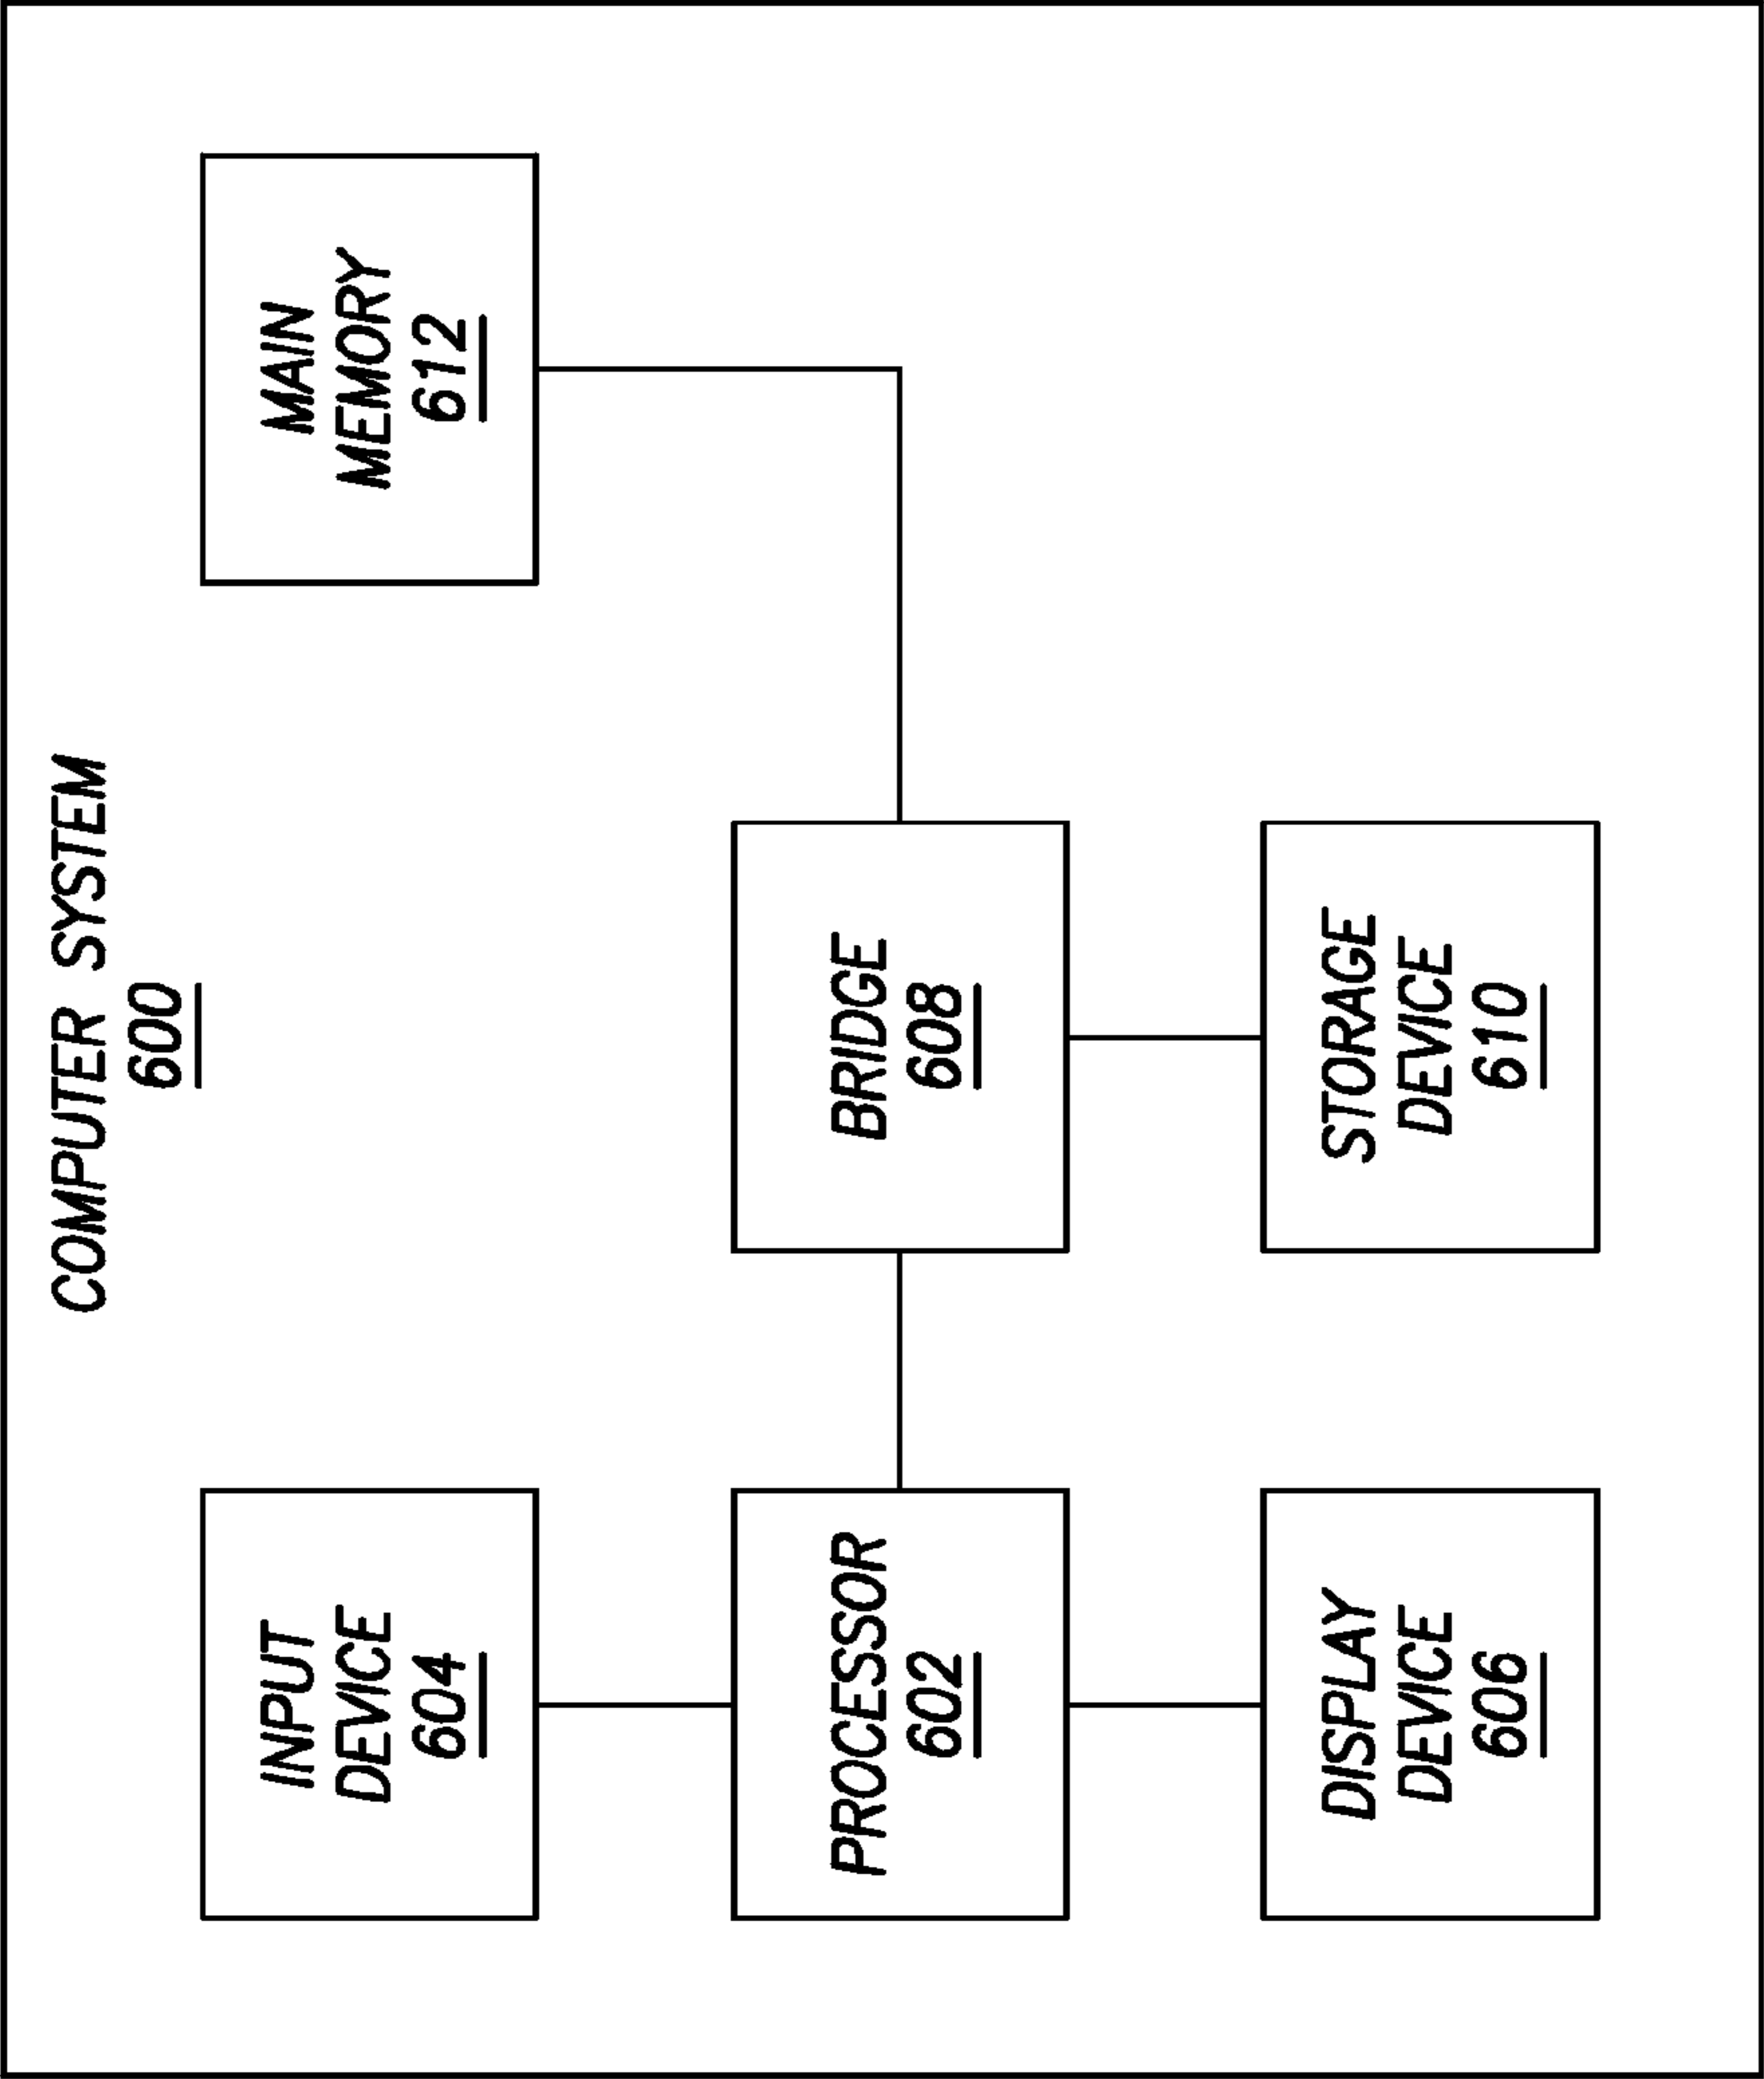 COMPUTER SYSTEM
600
INPUT
DEVICE
604
MAIN
MEMORY
612
PROCESSOR
602
BRIDGE
608
DISPLAY
DEVICE
606
STORAGE
DEVICE
610